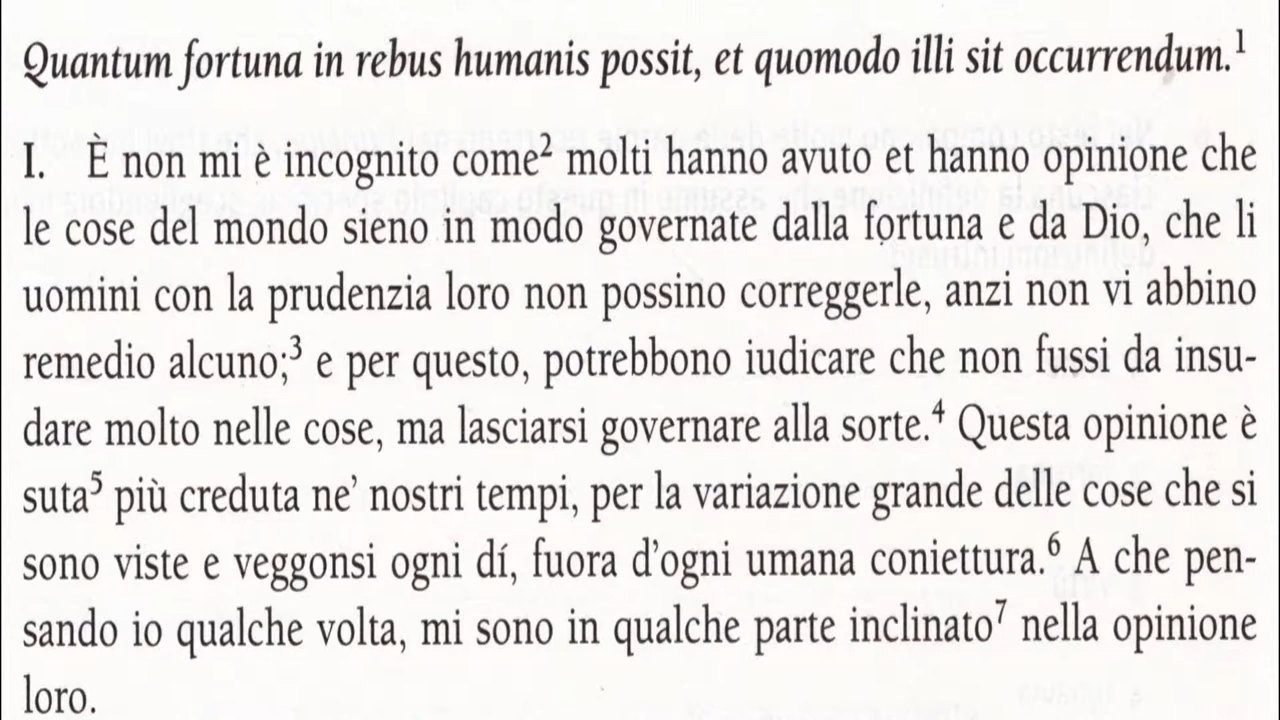 Quantum fortuna in rebus humanis possit, et quomodo illi sit occurrendum.¹
I. È non mi è incognito come² molti hanno avuto et hanno opinione che
le cose del mondo sieno in modo governate dalla fortuna e da Dio, che li
uomini con la prudenzia loro non possino correggerle, anzi non vi abbino
remedio alcuno;³ e per questo, potrebbono iudicare che non fussi da insu-
dare molto nelle cose, ma lasciarsi governare alla sorte.⁴ Questa opinione è
suta⁵ più creduta ne’ nostri tempi, per la variazione grande delle cose che si
sono viste e veggonsi ogni dí, fuora d’ogni umana coniettura.⁶ A che pen-
sando io qualche volta, mi sono in qualche parte inclinato⁷ nella opinione
loro.